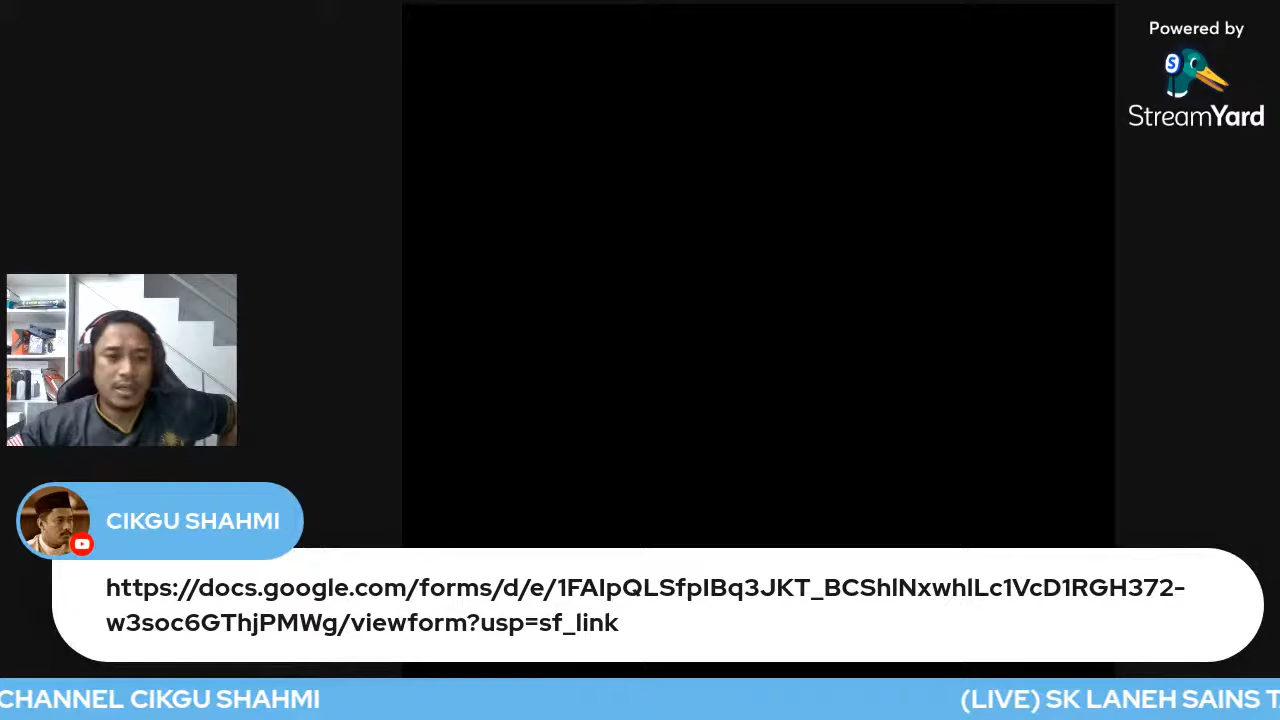 Powered by
S
StreamYard
CIKGU SHAHMI
https://docs.google.com/forms/d/e/1FAIpQLSfpIBq3JKT_BCShlNxwhlLc1VcD1RGH372-
w3soc6GThjPMWg/viewform?usp=sf_link
CHANNEL CIKGU SHAHMI
(LIVE) SK LANEH SAINS T